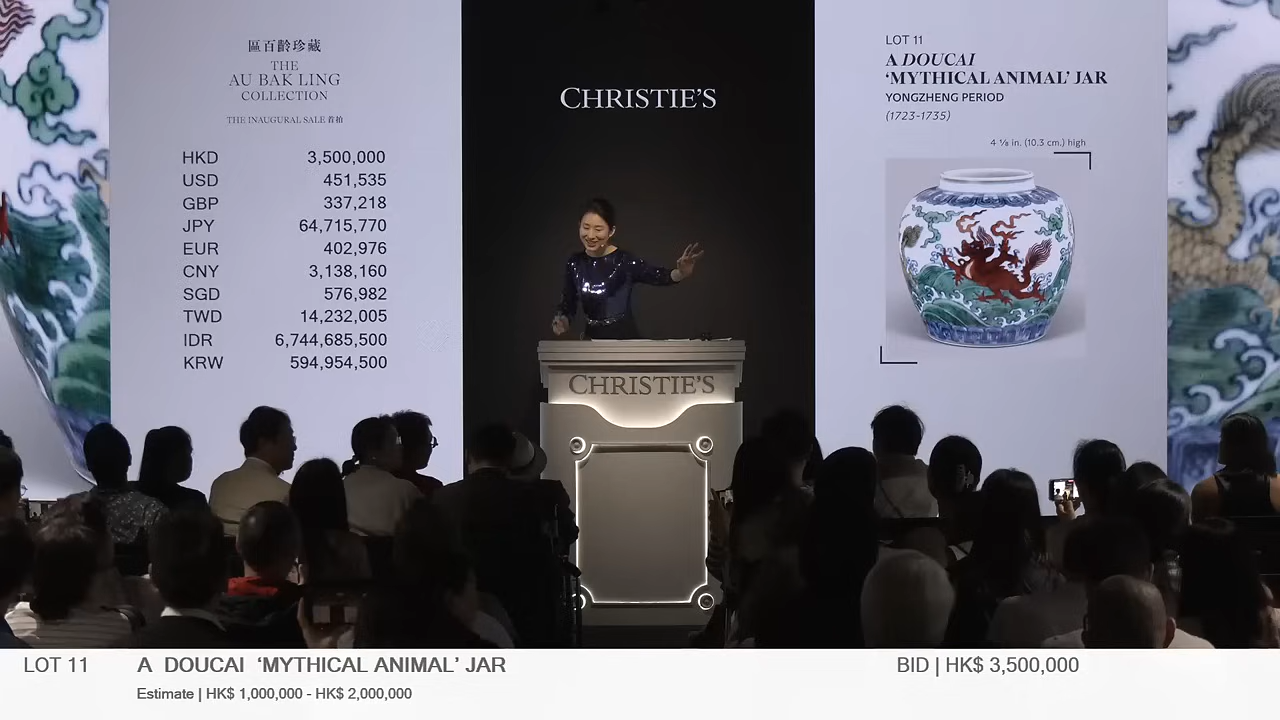 區百齡珍藏
THE
AU BAK LING
COLLECTION
THE INAUGURAL SALE 首拍
HKD 3,500,000
USD 451,535
GBP 337,218
JPY 64,715,770
EUR 402,976
CNY 3,138,160
SGD 576,982
TWD 14,232,005
IDR 6,744,685,500
KRW 594,954,500
CHRISTIE'S
CHRISTIE'S
LOT 11
A DOUCAI
‘MYTHICAL ANIMAL’ JAR
YONGZHENG PERIOD
(1723-1735)
4 ⅛ in. (10.3 cm.) high
LOT 11 A DOUCAI ‘MYTHICAL ANIMAL’ JAR BID | HK$ 3,500,000
Estimate | HK$ 1,000,000 - HK$ 2,000,000